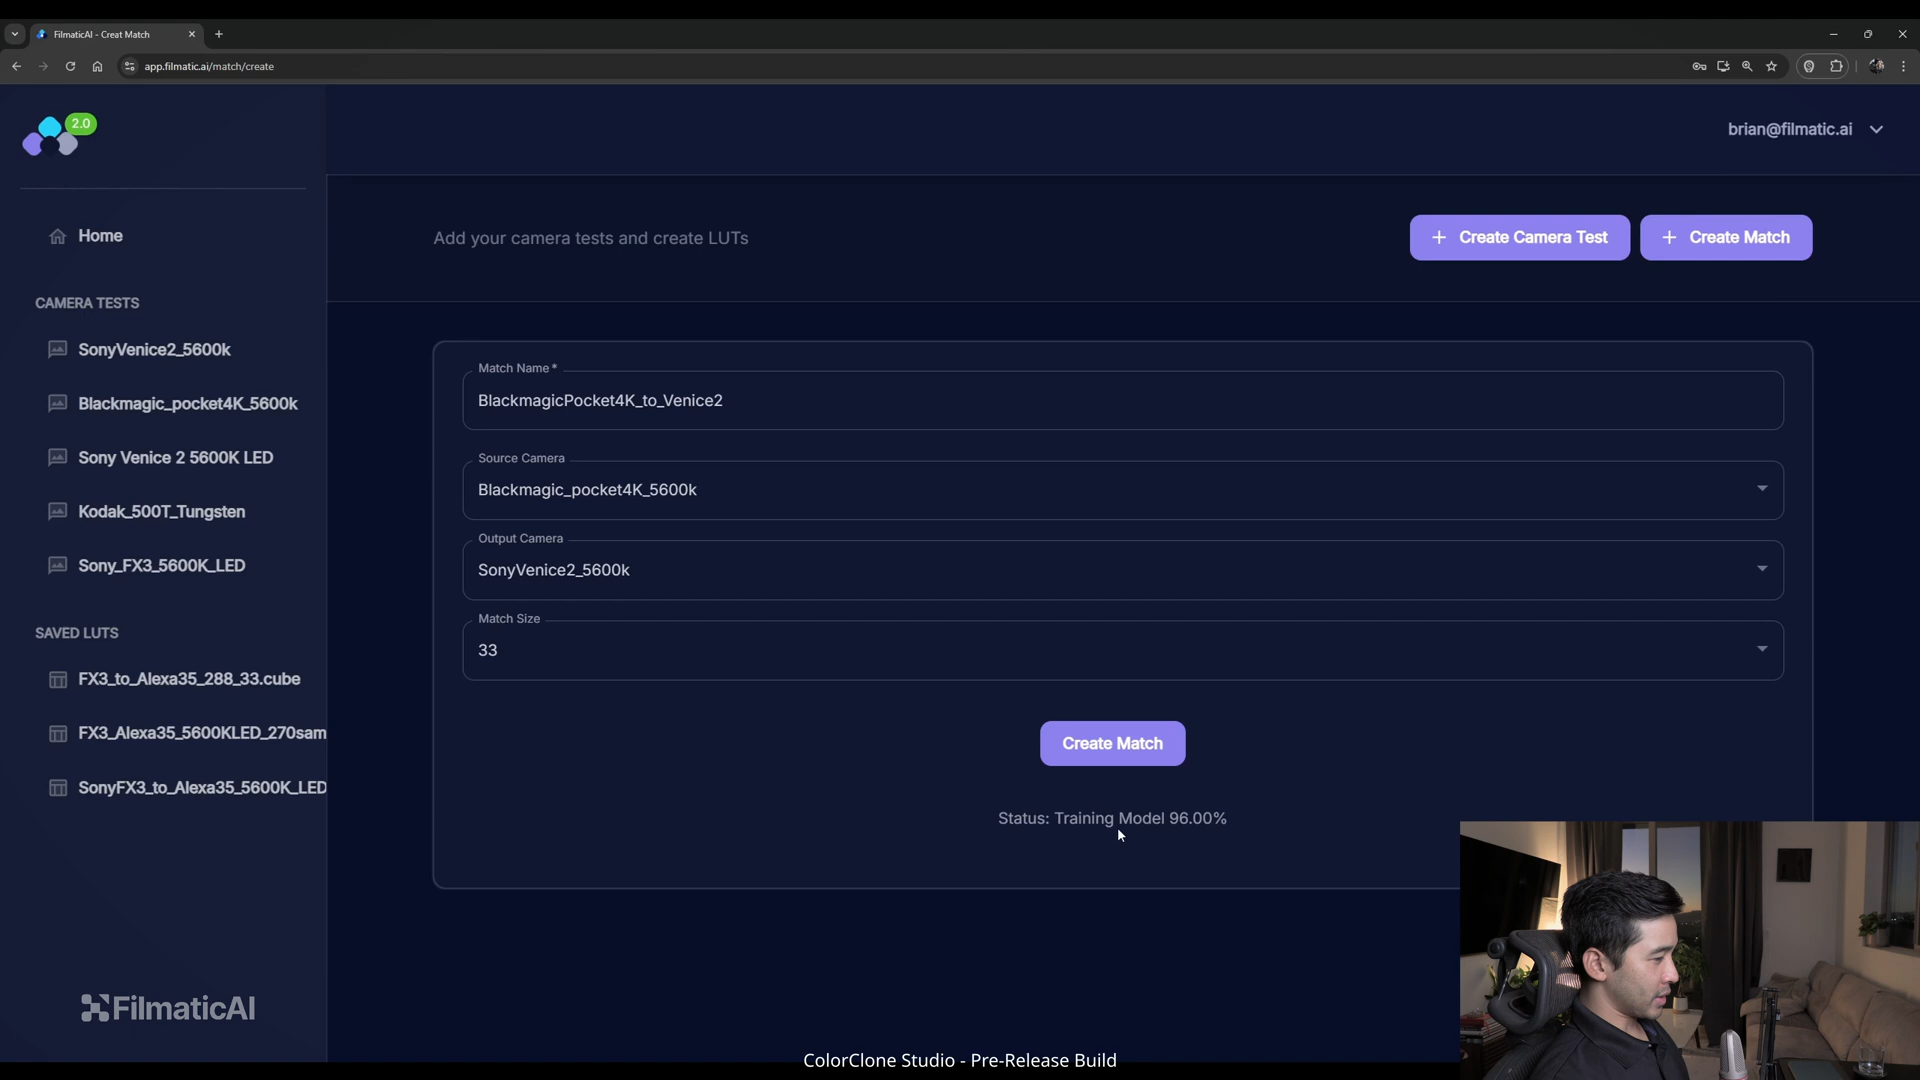 FilmaticAI - Creat Match
app.filmatic.ai/match/create
2.0
brian@filmatic.ai
Home
Add your camera tests and create LUTs
+ Create Camera Test
+ Create Match
CAMERA TESTS
SonyVenice2_5600k
Blackmagic_pocket4K_5600k
Sony Venice 2 5600K LED
Kodak_500T_Tungsten
Sony_FX3_5600K_LED
SAVED LUTS
FX3_to_Alexa35_288_33.cube
FX3_Alexa35_5600KLED_270sam
SonyFX3_to_Alexa35_5600K_LED
Match Name *
BlackmagicPocket4K_to_Venice2
Source Camera
Blackmagic_pocket4K_5600k
Output Camera
SonyVenice2_5600k
Match Size
33
Create Match
Status: Training Model 96.00%
FilmaticAI
ColorClone Studio - Pre-Release Build